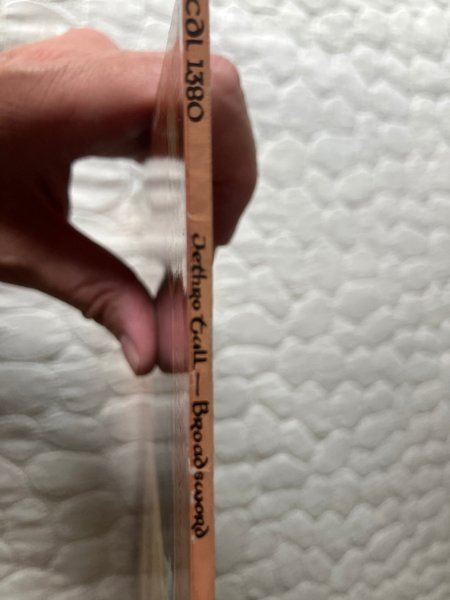 CDL 1380
Jethro Tull — Broadsword